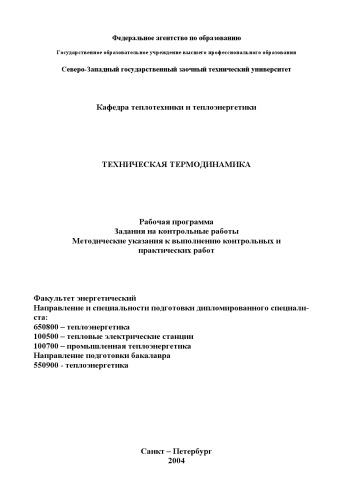 Федеральное агентство по образованию
Государственное образовательное учреждение высшего профессионального образования
Северо-Западный государственный заочный технический университет
Кафедра теплотехники и теплоэнергетики
ТЕХНИЧЕСКАЯ ТЕРМОДИНАМИКА
Рабочая программа
Задания на контрольные работы
Методические указания к выполнению контрольных и
практических работ
Факультет энергетический
Направление и специальности подготовки дипломированного специали-
ста:
650800 – теплоэнергетика
100500 – тепловые электрические станции
100700 – промышленная теплоэнергетика
Направление подготовки бакалавра
550900 - теплоэнергетика
Санкт – Петербург
2004